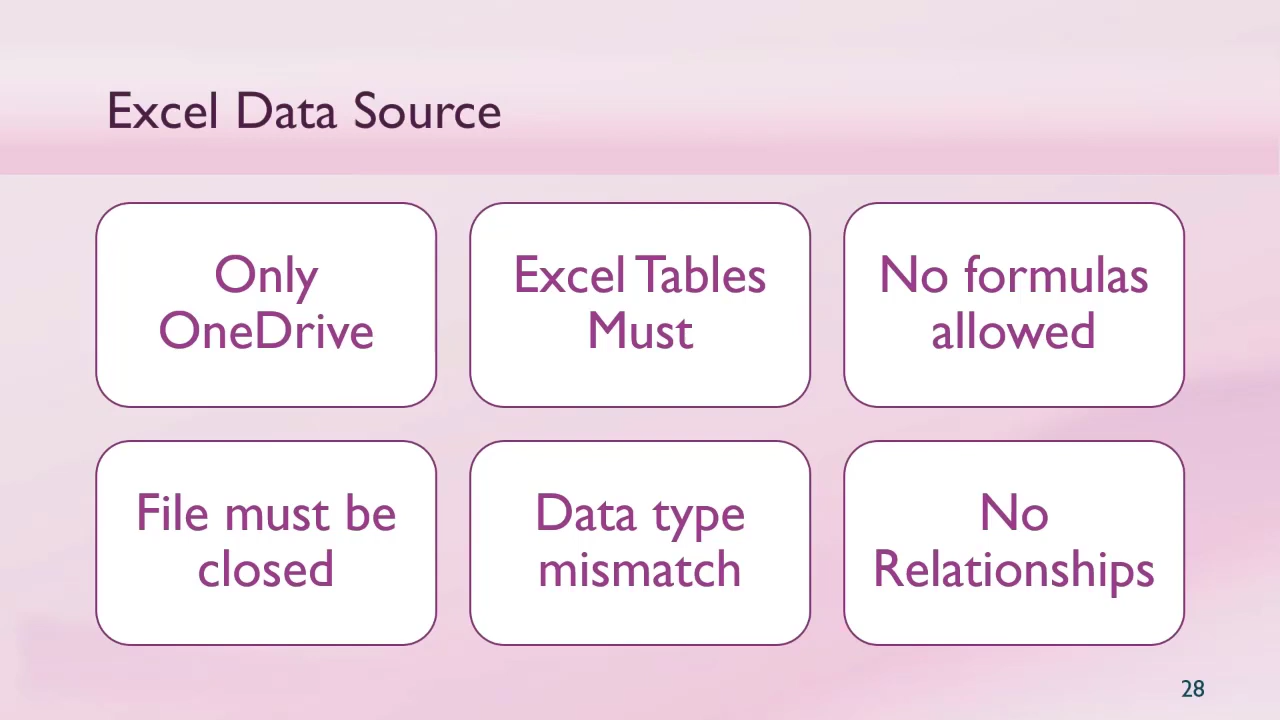 Excel Data Source
Only
OneDrive
Excel Tables
Must
No formulas
allowed
File must be
closed
Data type
mismatch
No
Relationships
28